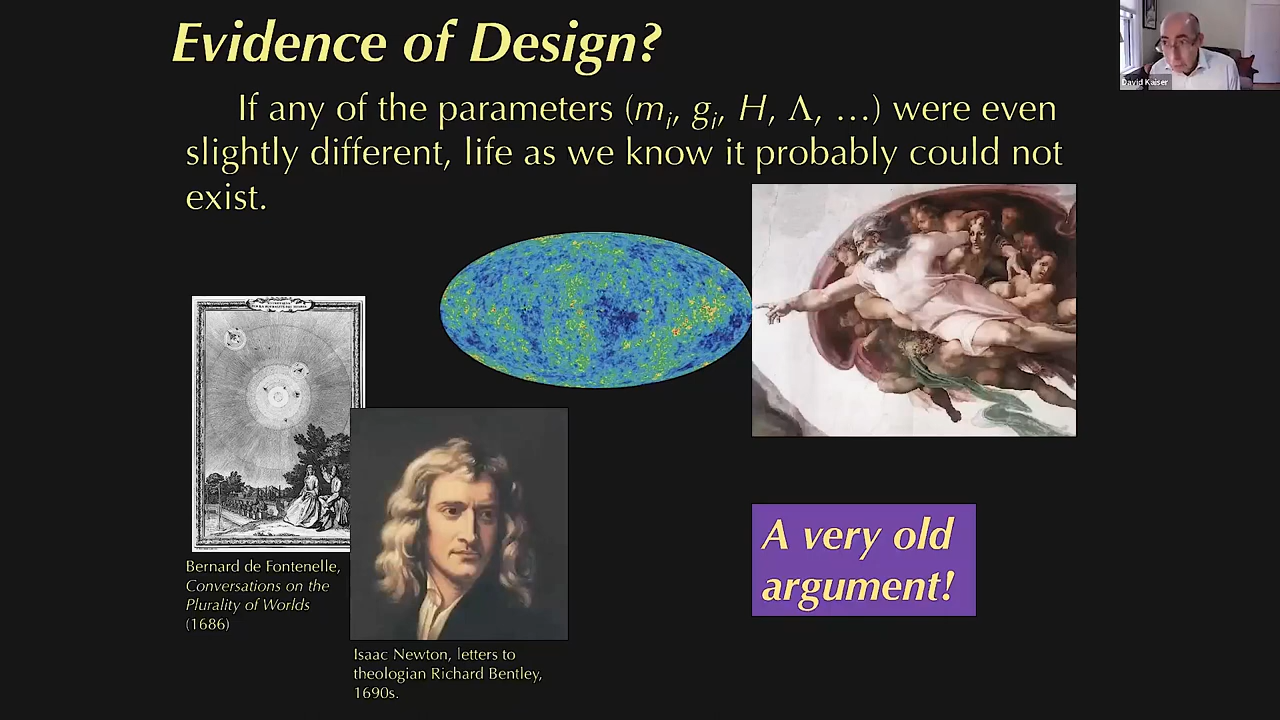 Evidence of Design?
If any of the parameters (mᵢ, gᵢ, H, Λ, …) were even
slightly different, life as we know it probably could not
exist.
David Kaiser
Bernard de Fontenelle,
Conversations on the
Plurality of Worlds
(1686)
Isaac Newton, letters to
theologian Richard Bentley,
1690s.
A very old
argument!